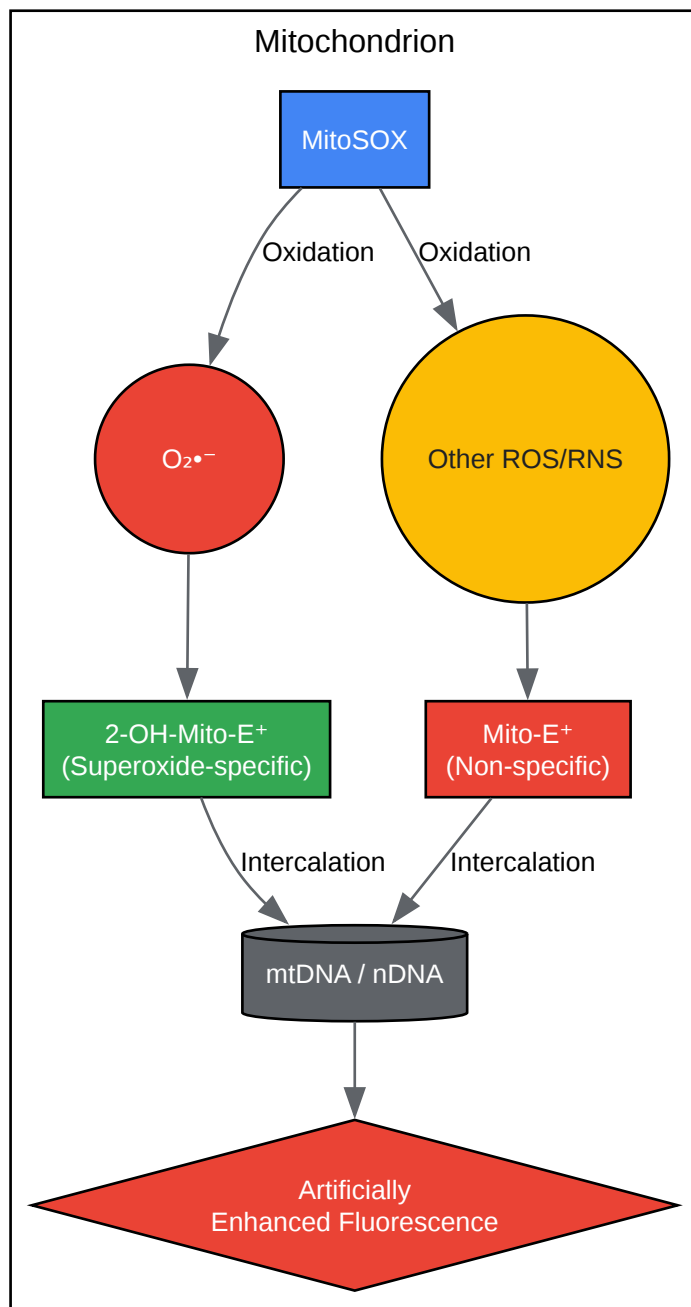 Mitochondrion
MitoSOX
Oxidation
Oxidation
O₂•⁻
Other ROS/RNS
2-OH-Mito-E⁺
(Superoxide-specific)
Mito-E⁺
(Non-specific)
Intercalation
Intercalation
mtDNA / nDNA
Artificially
Enhanced Fluorescence